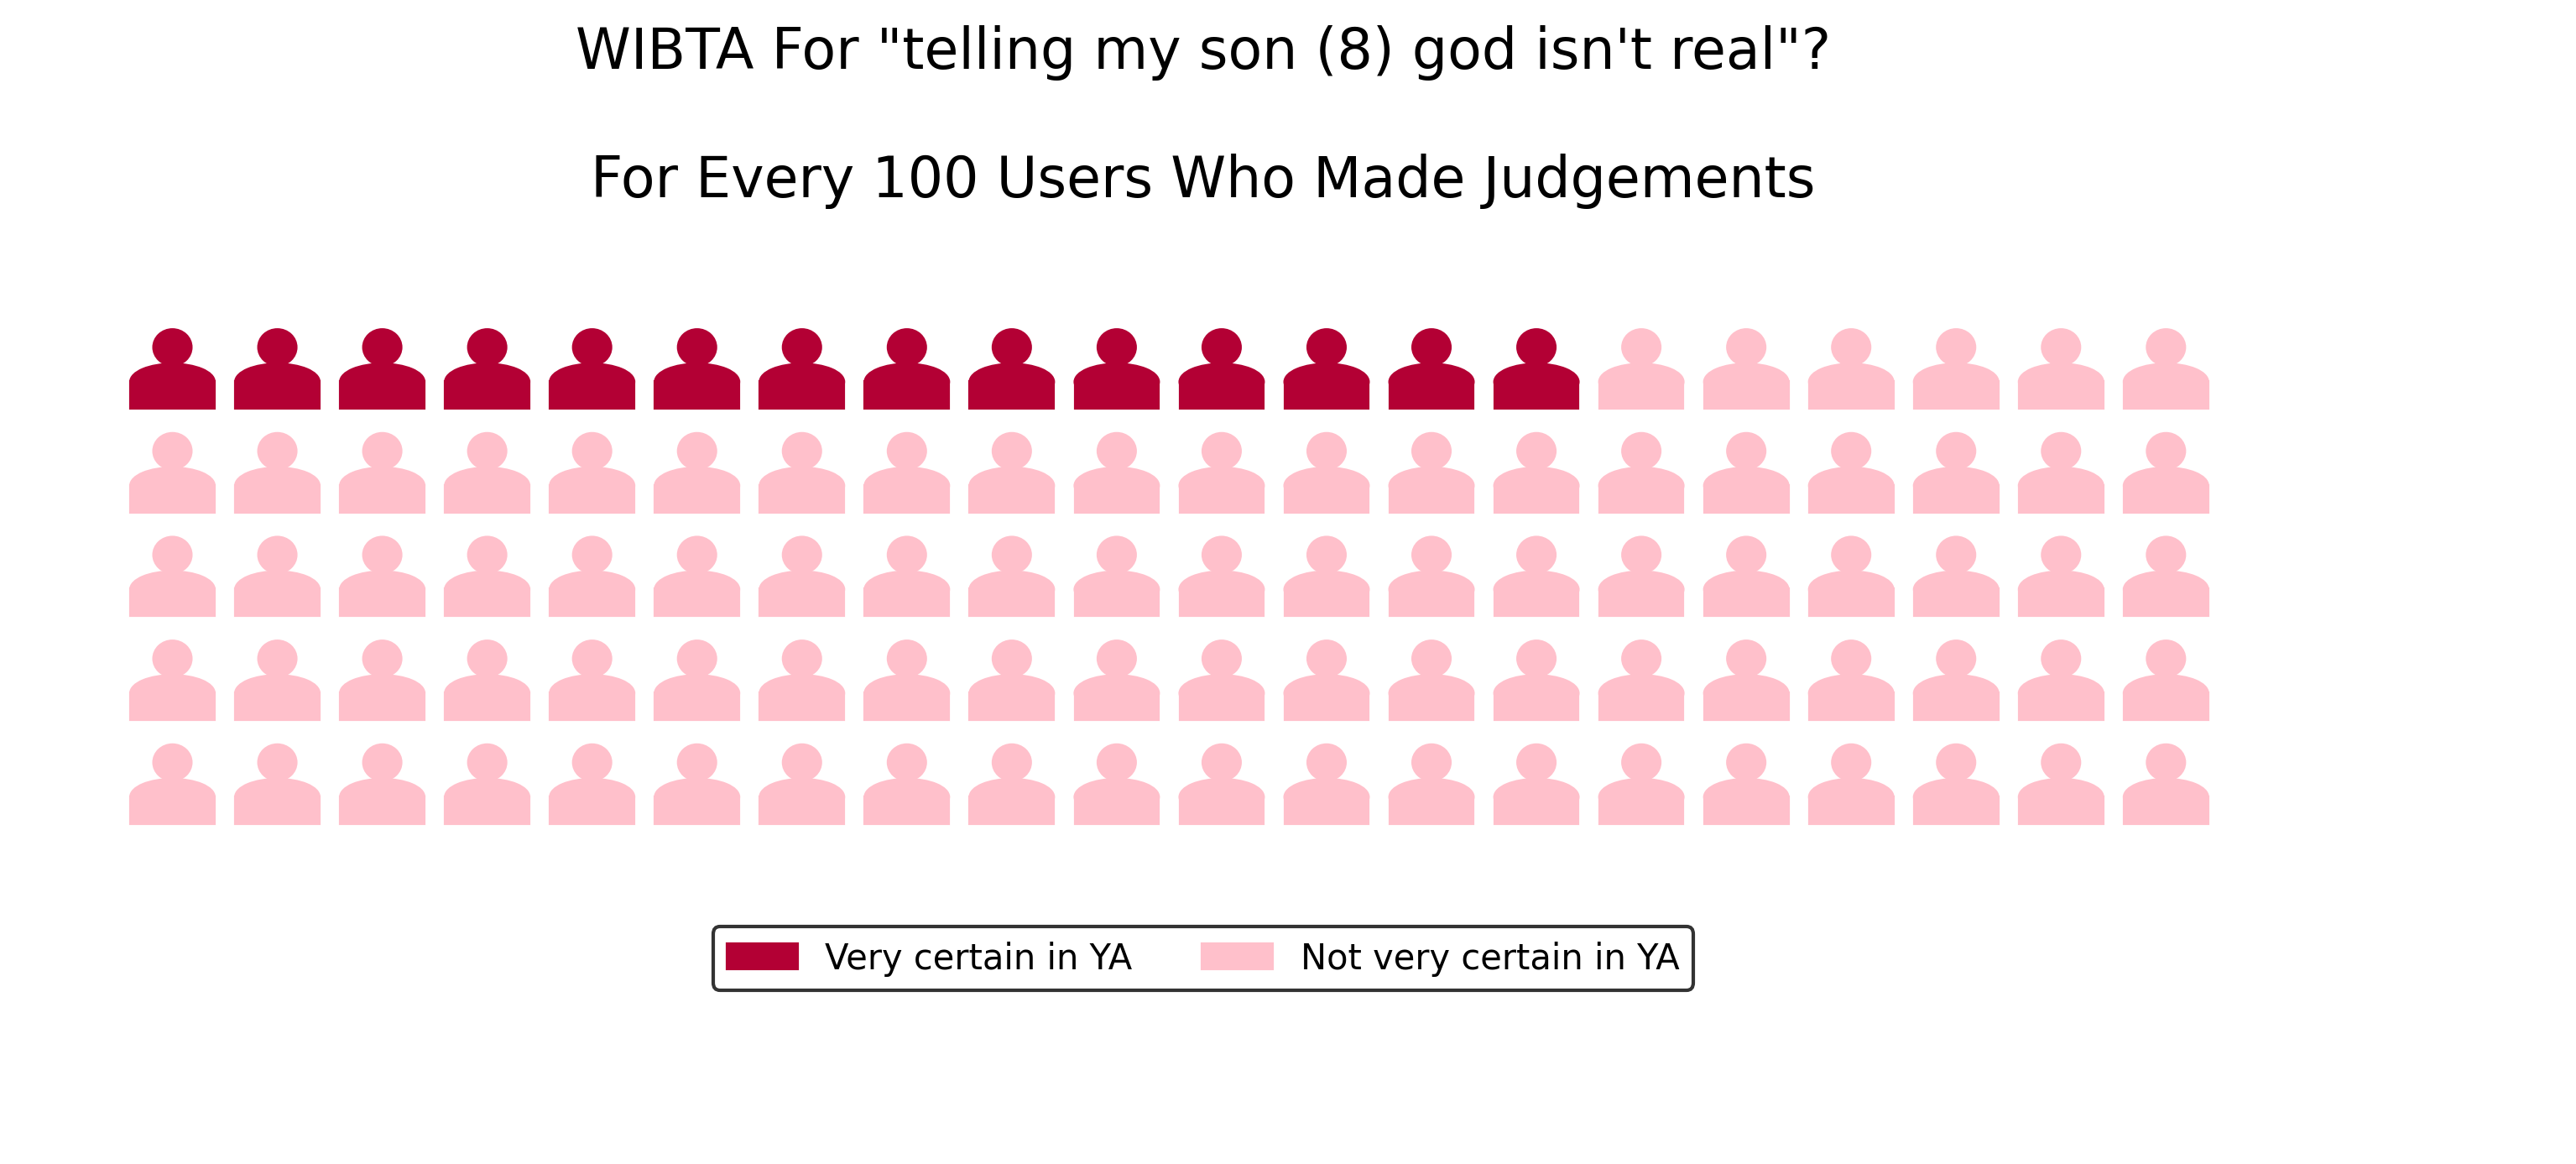 WIBTA For "telling my son (8) god isn't real"?
For Every 100 Users Who Made Judgements
Very certain in YA
Not very certain in YA